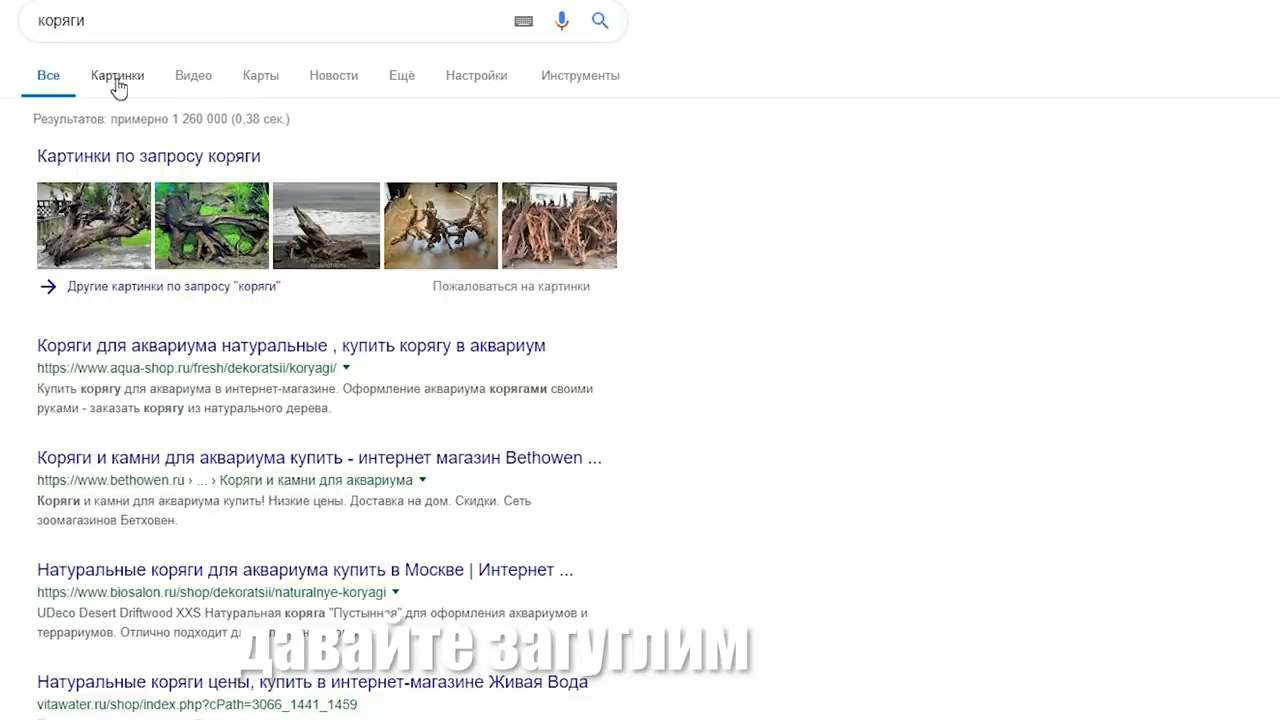 коряги
Все Картинки Видео Карты Новости Ещё Настройки Инструменты
Результатов: примерно 1 260 000 (0,38 сек.)
Картинки по запросу коряги
Другие картинки по запросу "коряги" Пожаловаться на картинки
Коряги для аквариума натуральные , купить корягу в аквариум
https://www.aqua-shop.ru/fresh/dekoratsii/koryagi/
Купить корягу для аквариума в интернет-магазине. Оформление аквариума корягами своими
руками - заказать корягу из натурального дерева.
Коряги и камни для аквариума купить - интернет магазин Bethowen ...
https://www.bethowen.ru › ... › Коряги и камни для аквариума
Коряги и камни для аквариума купить! Низкие цены. Доставка на дом. Скидки. Сеть
зоомагазинов Бетховен.
Натуральные коряги для аквариума купить в Москве | Интернет ...
https://www.biosalon.ru/shop/dekoratsii/naturalnye-koryagi
UDeco Desert Driftwood XXS Натуральная коряга "Пустынная" для оформления аквариумов и
террариумов. Отлично подходит
давайте загуглим
Натуральные коряги цены, купить в интернет-магазине Живая Вода
vitawater.ru/shop/index.php?cPath=3066_1441_1459